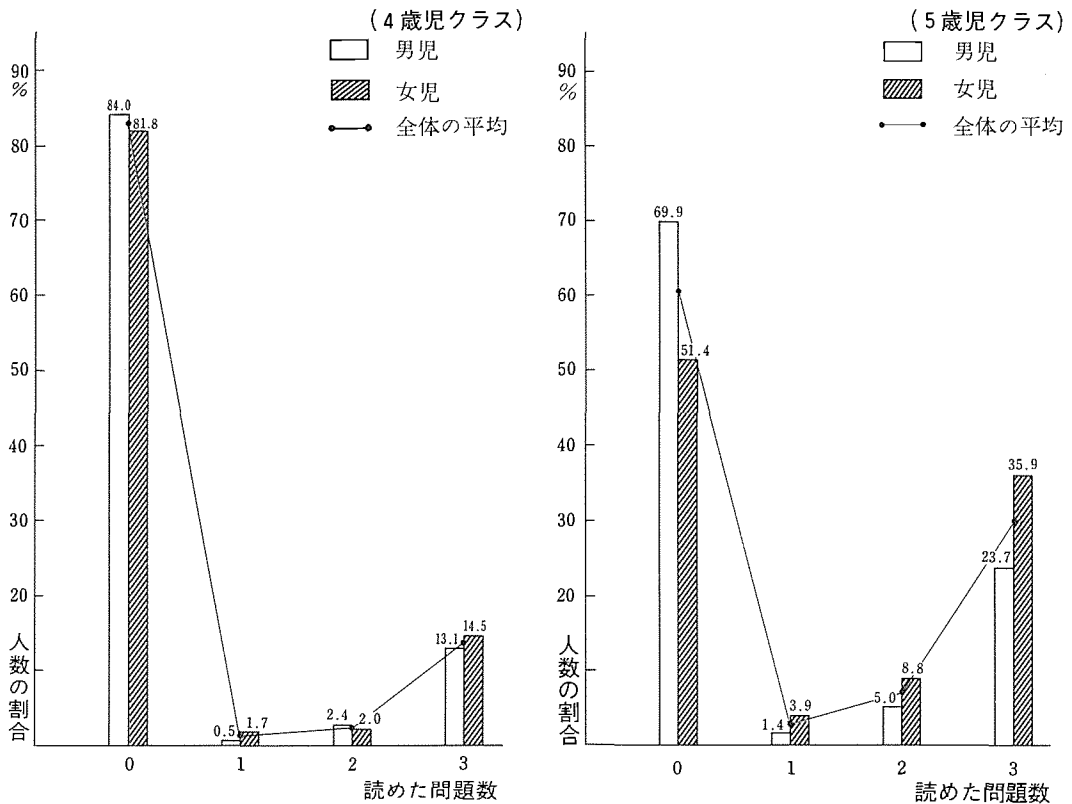 (4歳児クラス)
男児
女児
全体の平均
90
%
80
70
60
50
40
30
20
人数の割合
84.0
81.8
0.5
1.7
2.4
2.0
13.1
14.5
0 1 2 3
読めた問題数
(5歳児クラス)
男児
女児
全体の平均
90
%
80
70
60
50
40
30
20
人数の割合
69.9
51.4
1.4
3.9
5.0
8.8
23.7
35.9
0 1 2 3
読めた問題数